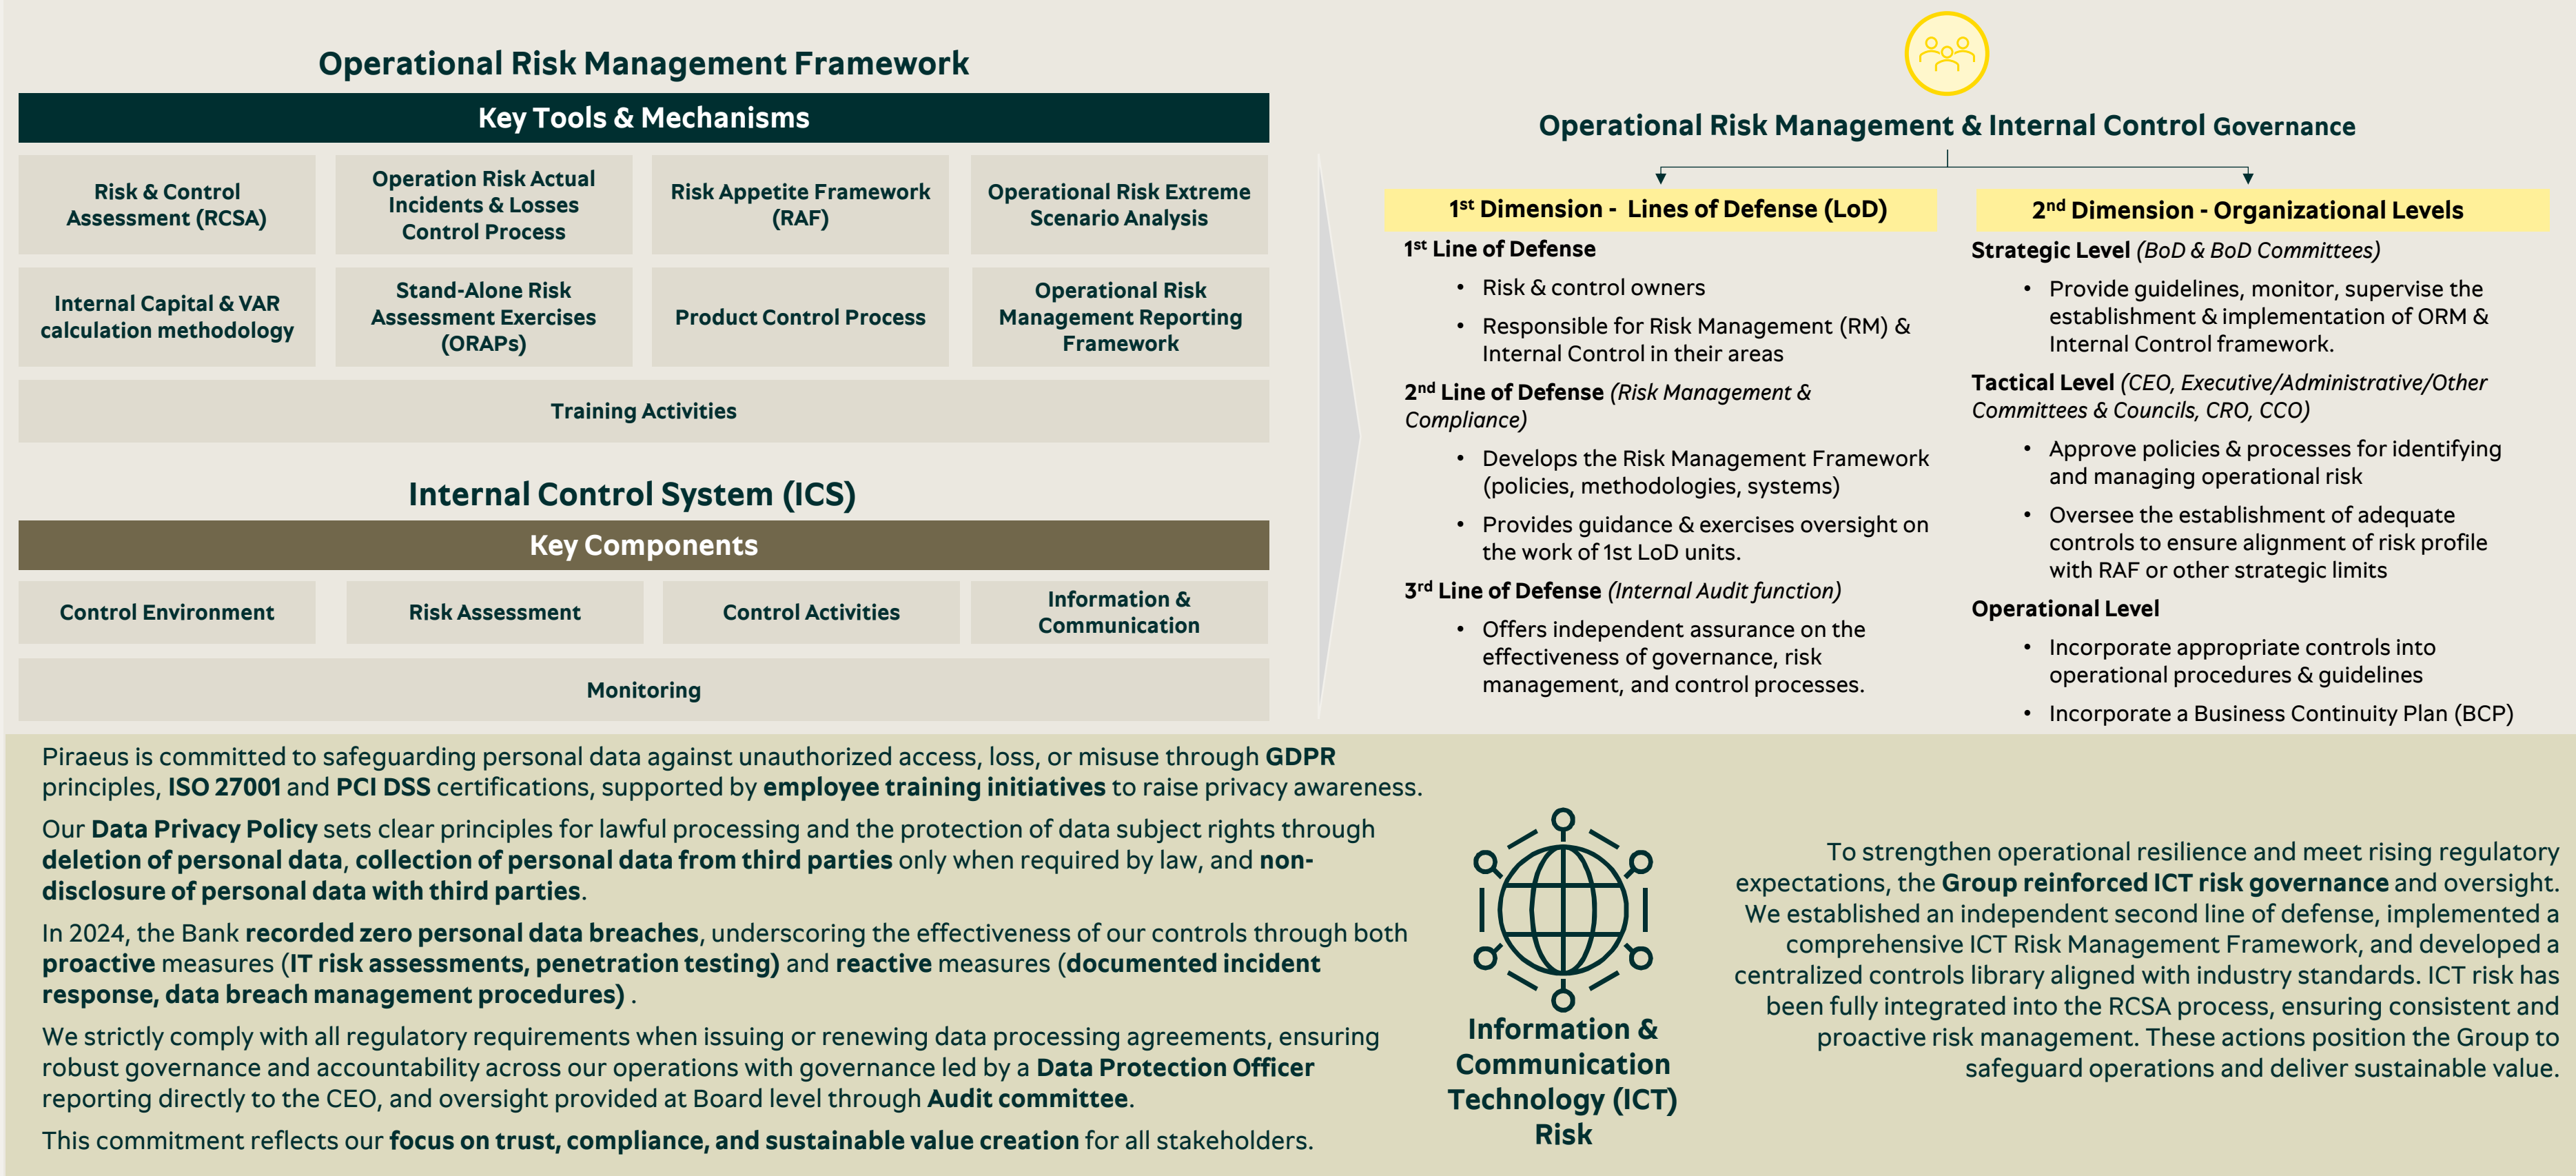 Operational Risk Management Framework
Key Tools & Mechanisms
Risk & Control
Assessment (RCSA)
Operation Risk Actual
Incidents & Losses
Control Process
Risk Appetite Framework
(RAF)
Operational Risk Extreme
Scenario Analysis
Internal Capital & VAR
calculation methodology
Stand-Alone Risk
Assessment Exercises
(ORAPs)
Product Control Process
Operational Risk
Management Reporting
Framework
Training Activities
Internal Control System (ICS)
Key Components
Control Environment
Risk Assessment
Control Activities
Information &
Communication
Monitoring
Operational Risk Management & Internal Control Governance
1st Dimension - Lines of Defense (LoD)
1st Line of Defense
• Risk & control owners
• Responsible for Risk Management (RM) &
Internal Control in their areas
2nd Line of Defense (Risk Management &
Compliance)
• Develops the Risk Management Framework
(policies, methodologies, systems)
• Provides guidance & exercises oversight on
the work of 1st LoD units.
3rd Line of Defense (Internal Audit function)
• Offers independent assurance on the
effectiveness of governance, risk
management, and control processes.
2nd Dimension - Organizational Levels
Strategic Level (BoD & BoD Committees)
• Provide guidelines, monitor, supervise the
establishment & implementation of ORM &
Internal Control framework.
Tactical Level (CEO, Executive/Administrative/Other
Committees & Councils, CRO, CCO)
• Approve policies & processes for identifying
and managing operational risk
• Oversee the establishment of adequate
controls to ensure alignment of risk profile
with RAF or other strategic limits
Operational Level
• Incorporate appropriate controls into
operational procedures & guidelines
• Incorporate a Business Continuity Plan (BCP)
Piraeus is committed to safeguarding personal data against unauthorized access, loss, or misuse through GDPR
principles, ISO 27001 and PCI DSS certifications, supported by employee training initiatives to raise privacy awareness.
Our Data Privacy Policy sets clear principles for lawful processing and the protection of data subject rights through
deletion of personal data, collection of personal data from third parties only when required by law, and non-
disclosure of personal data with third parties.
In 2024, the Bank recorded zero personal data breaches, underscoring the effectiveness of our controls through both
proactive measures (IT risk assessments, penetration testing) and reactive measures (documented incident
response, data breach management procedures) .
We strictly comply with all regulatory requirements when issuing or renewing data processing agreements, ensuring
robust governance and accountability across our operations with governance led by a Data Protection Officer
reporting directly to the CEO, and oversight provided at Board level through Audit committee.
This commitment reflects our focus on trust, compliance, and sustainable value creation for all stakeholders.
Information &
Communication
Technology (ICT)
Risk
To strengthen operational resilience and meet rising regulatory
expectations, the Group reinforced ICT risk governance and oversight.
We established an independent second line of defense, implemented a
comprehensive ICT Risk Management Framework, and developed a
centralized controls library aligned with industry standards. ICT risk has
been fully integrated into the RCSA process, ensuring consistent and
proactive risk management. These actions position the Group to
safeguard operations and deliver sustainable value.